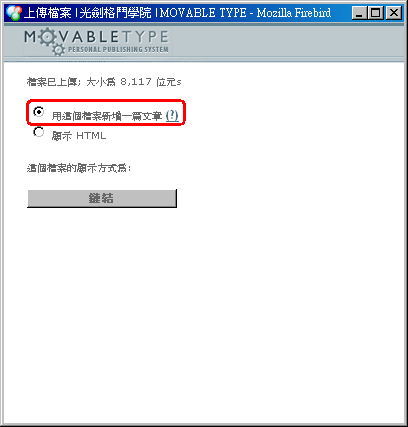 上傳檔案 | 光劍格鬥學院 | MOVABLE TYPE - Mozilla Firebird
MOVABLETYPE
PERSONAL PUBLISHING SYSTEM
檔案已上傳; 大小為 8,117 位元s
用這個檔案新增一篇文章 (?)
顯示 HTML
這個檔案的顯示方式為:
鏈結